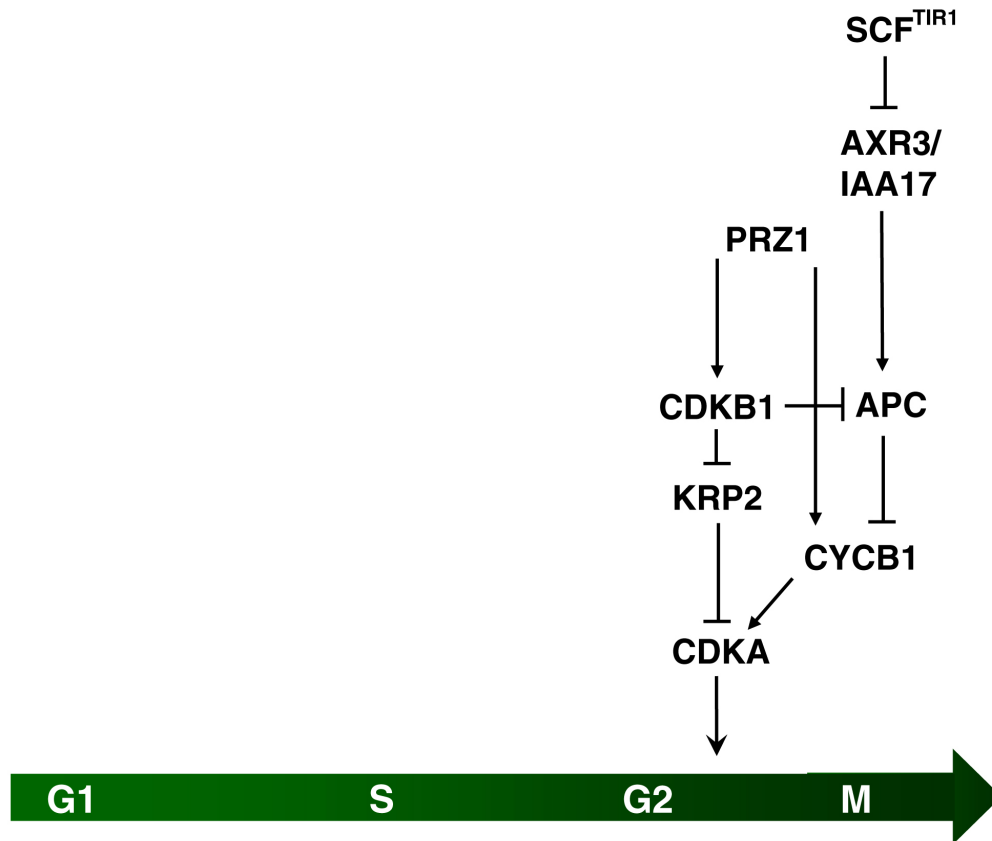 SCF^TIR1
AXR3/
IAA17
PRZ1
CDKB1
APC
KRP2
CYCB1
CDKA
G1 S G2 M